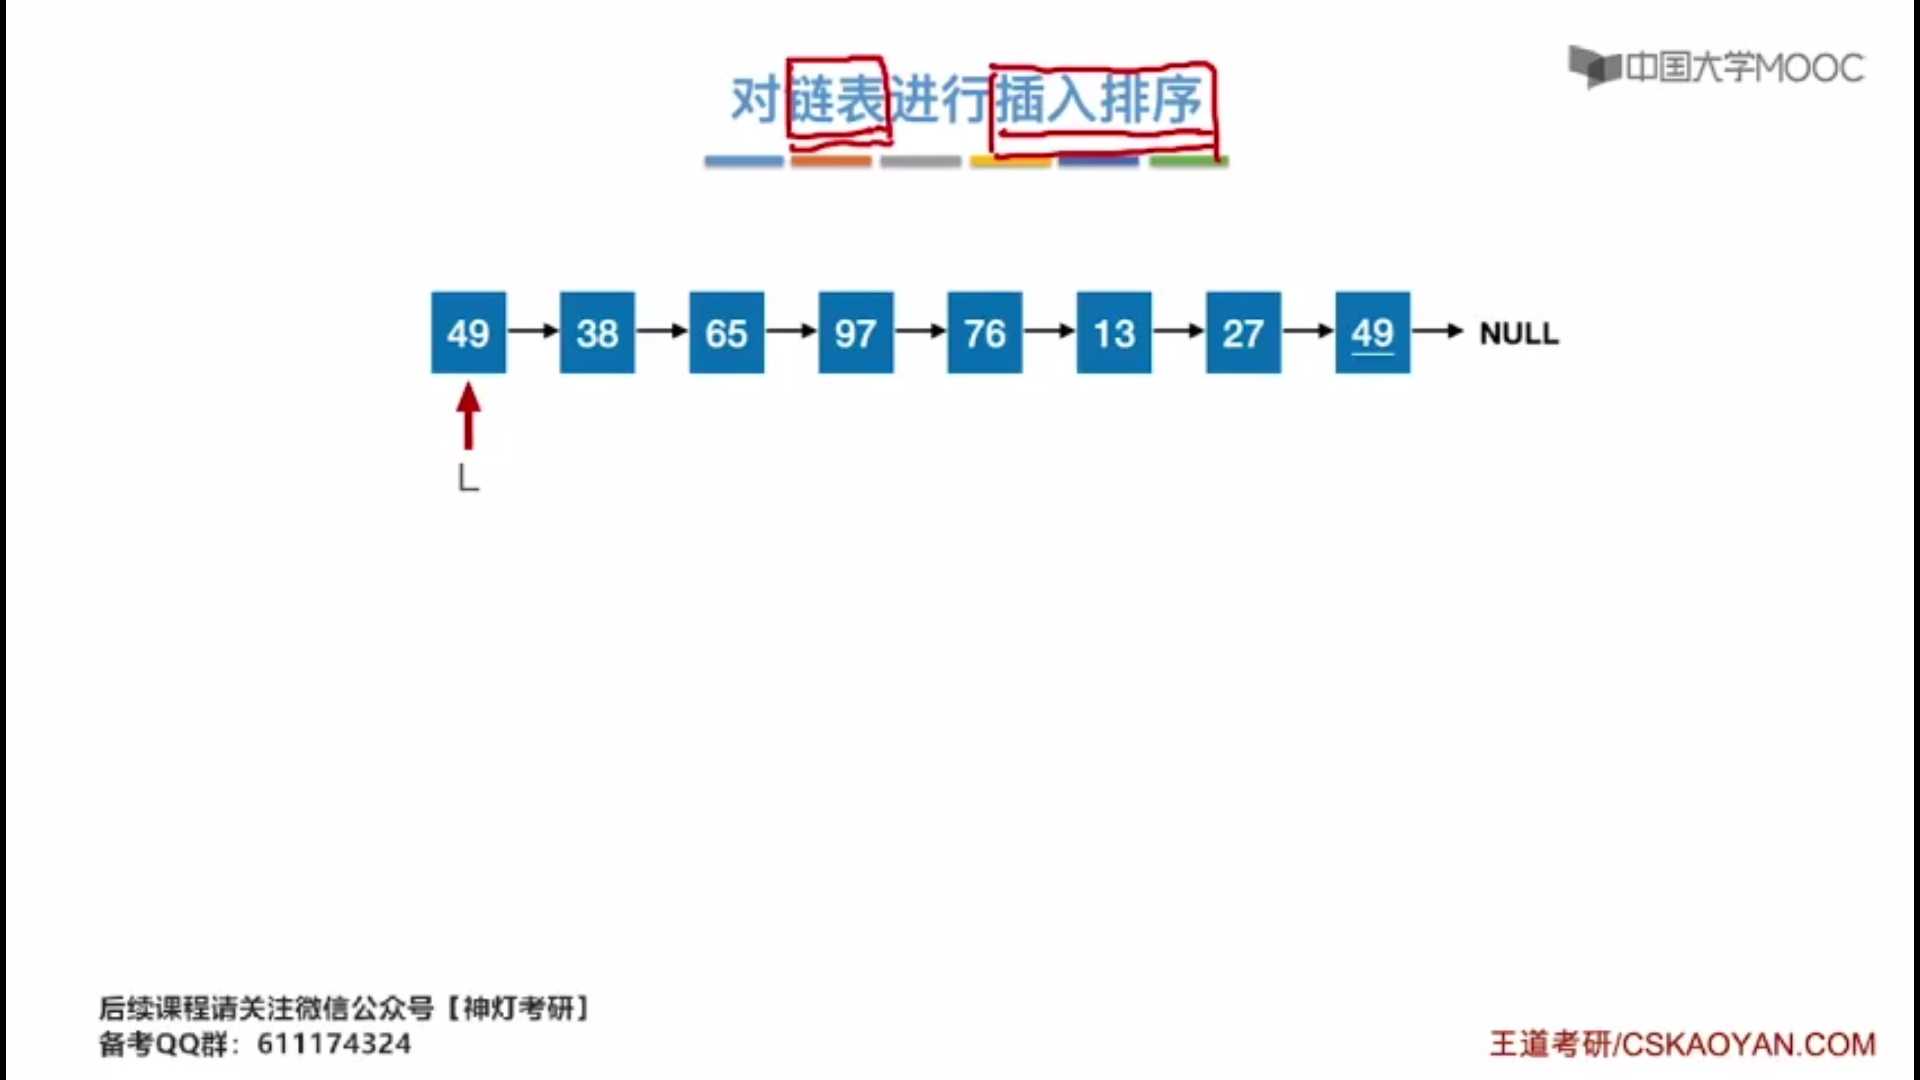 对链表进行插入排序
中国大学MOOC
49 38 65 97 76 13 27 49 NULL
L
后续课程请关注微信公众号【神灯考研】
备考QQ群：611174324
王道考研/CSKAOYAN.COM